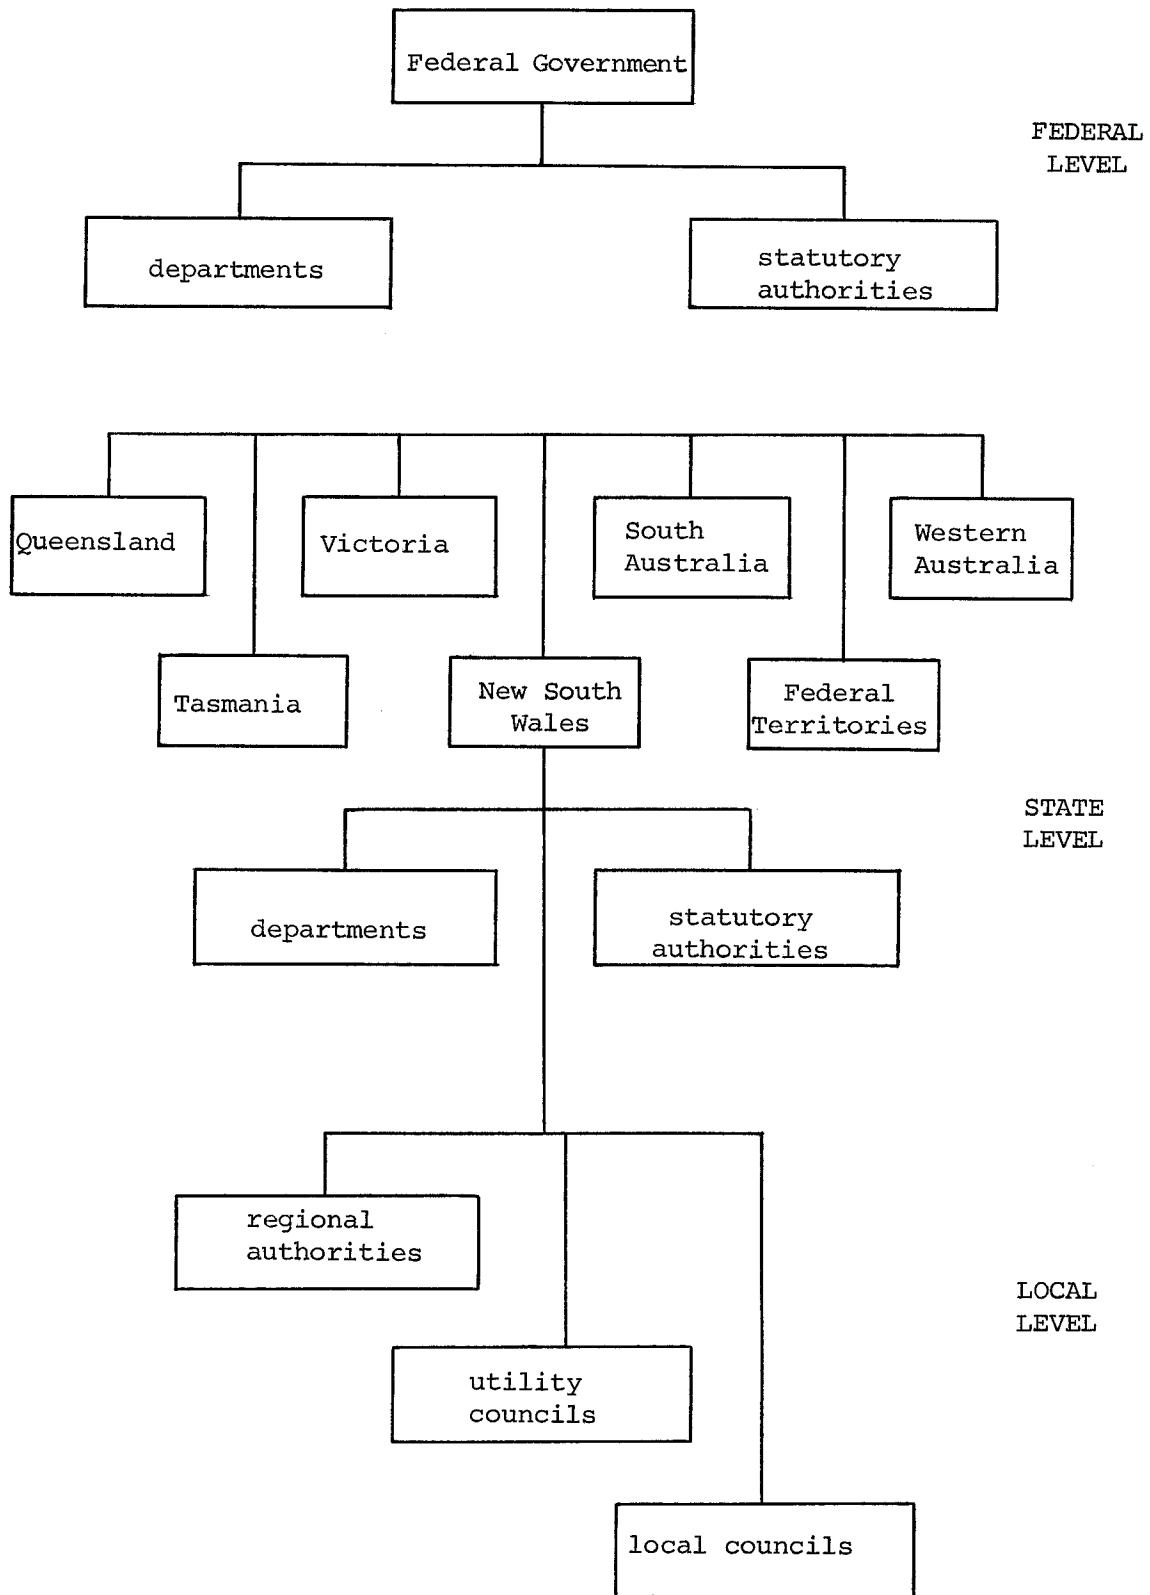 Federal Government
FEDERAL
LEVEL
departments
statutory
authorities
Queensland
Victoria
South
Australia
Western
Australia
Tasmania
New South
Wales
Federal
Territories
STATE
LEVEL
departments
statutory
authorities
regional
authorities
LOCAL
LEVEL
utility
councils
local councils